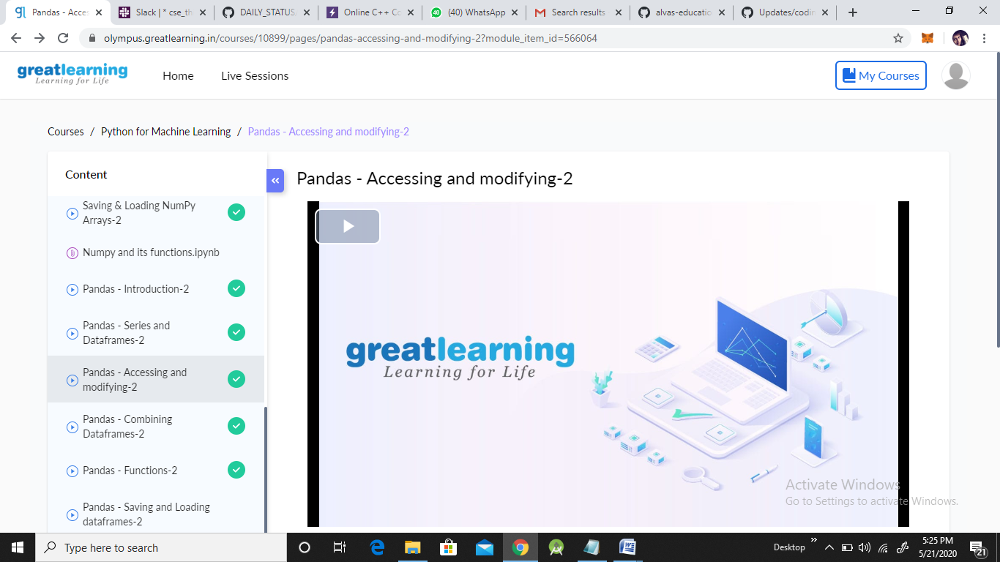 Pandas - Acces
Slack | * cse_th
DAILY_STATUS
Online C++ Co
(40) WhatsApp
Search results
alvas-educatio
Updates/codin
olympus.greatlearning.in/courses/10899/pages/pandas-accessing-and-modifying-2?module_item_id=566064
greatlearning
Learning for Life
Home
Live Sessions
My Courses
Courses / Python for Machine Learning / Pandas - Accessing and modifying-2
Content
Saving & Loading NumPy
Arrays-2
Numpy and its functions.ipynb
Pandas - Introduction-2
Pandas - Series and
Dataframes-2
Pandas - Accessing and
modifying-2
Pandas - Combining
Dataframes-2
Pandas - Functions-2
Pandas - Saving and Loading
dataframes-2
Pandas - Accessing and modifying-2
greatlearning
Learning for Life
Activate Windows
Go to Settings to activate Windows.
Type here to search
Desktop
5:25 PM
5/21/2020
21